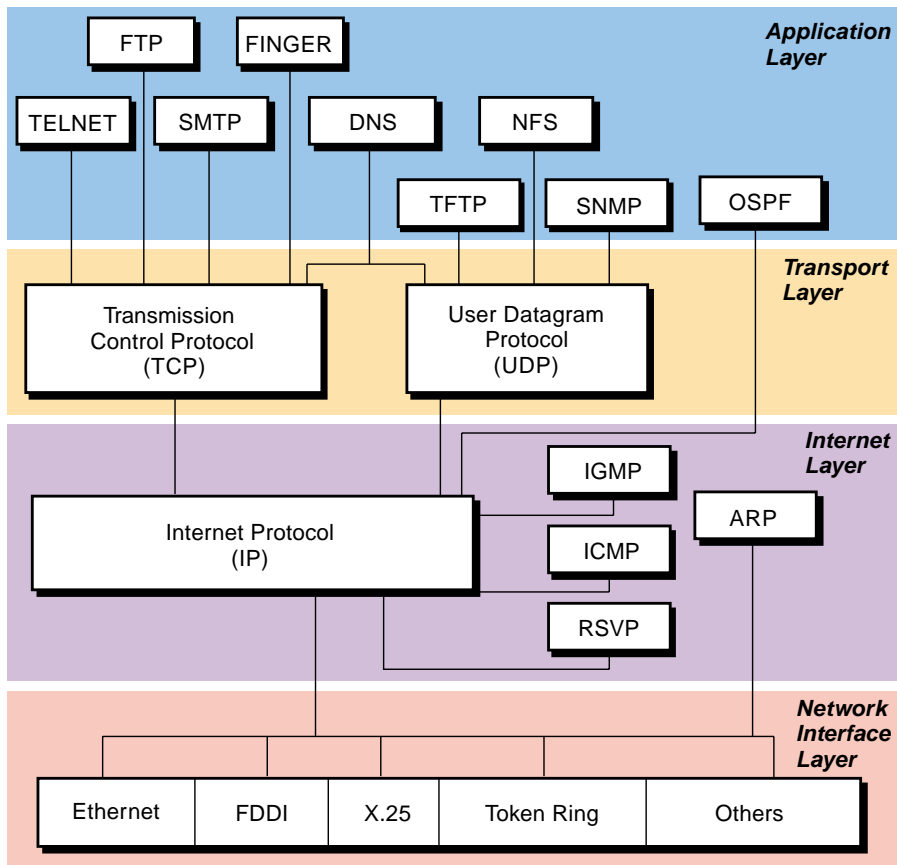 Application
Layer
FTP
FINGER
TELNET
SMTP
DNS
NFS
TFTP
SNMP
OSPF
Transport
Layer
Transmission
Control Protocol
(TCP)
User Datagram
Protocol
(UDP)
Internet
Layer
IGMP
ARP
Internet Protocol
(IP)
ICMP
RSVP
Network
Interface
Layer
Ethernet
FDDI
X.25
Token Ring
Others